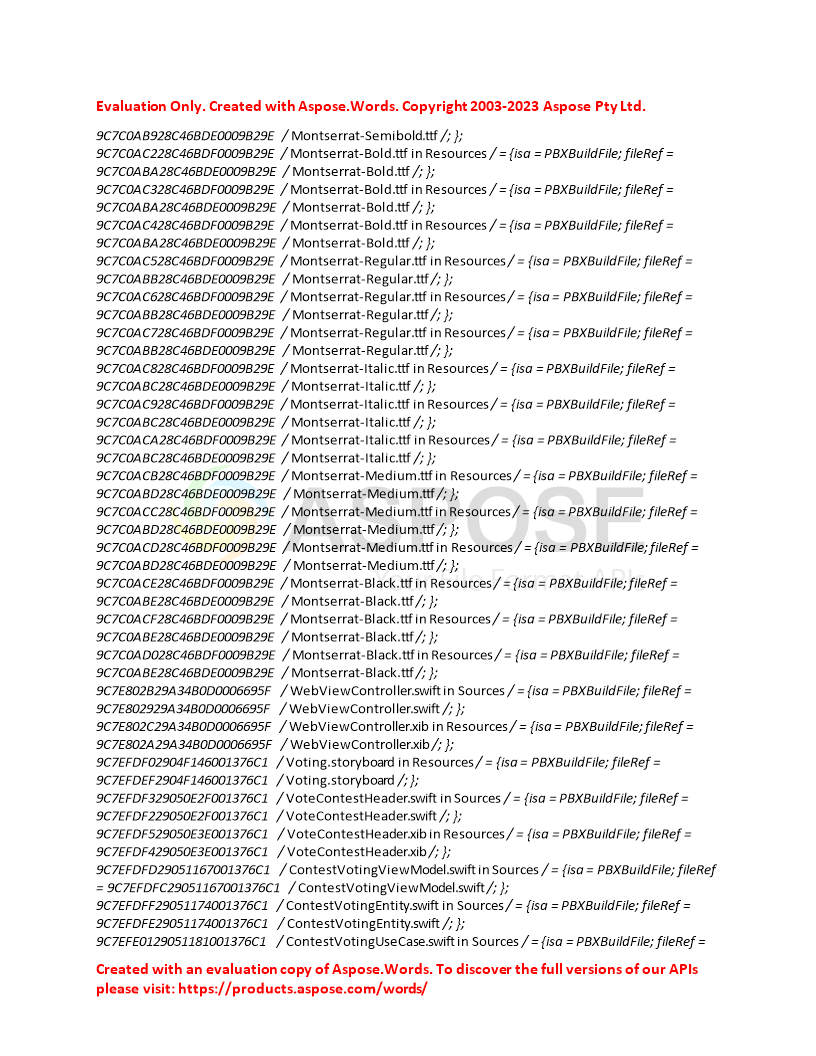 Evaluation Only. Created with Aspose.Words. Copyright 2003-2023 Aspose Pty Ltd.
9C7C0AB928C46BDE0009B29E / Montserrat-Semibold.ttf /; };
9C7C0AC228C46BDF0009B29E / Montserrat-Bold.ttf in Resources / = {isa = PBXBuildFile; fileRef =
9C7C0ABA28C46BDE0009B29E / Montserrat-Bold.ttf /; };
9C7C0AC328C46BDF0009B29E / Montserrat-Bold.ttf in Resources / = {isa = PBXBuildFile; fileRef =
9C7C0ABA28C46BDE0009B29E / Montserrat-Bold.ttf /; };
9C7C0AC428C46BDF0009B29E / Montserrat-Bold.ttf in Resources / = {isa = PBXBuildFile; fileRef =
9C7C0ABA28C46BDE0009B29E / Montserrat-Bold.ttf /; };
9C7C0AC528C46BDF0009B29E / Montserrat-Regular.ttf in Resources / = {isa = PBXBuildFile; fileRef =
9C7C0ABB28C46BDE0009B29E / Montserrat-Regular.ttf /; };
9C7C0AC628C46BDF0009B29E / Montserrat-Regular.ttf in Resources / = {isa = PBXBuildFile; fileRef =
9C7C0ABB28C46BDE0009B29E / Montserrat-Regular.ttf /; };
9C7C0AC728C46BDF0009B29E / Montserrat-Regular.ttf in Resources / = {isa = PBXBuildFile; fileRef =
9C7C0ABB28C46BDE0009B29E / Montserrat-Regular.ttf /; };
9C7C0AC828C46BDF0009B29E / Montserrat-Italic.ttf in Resources / = {isa = PBXBuildFile; fileRef =
9C7C0ABC28C46BDE0009B29E / Montserrat-Italic.ttf /; };
9C7C0AC928C46BDF0009B29E / Montserrat-Italic.ttf in Resources / = {isa = PBXBuildFile; fileRef =
9C7C0ABC28C46BDE0009B29E / Montserrat-Italic.ttf /; };
9C7C0ACA28C46BDF0009B29E / Montserrat-Italic.ttf in Resources / = {isa = PBXBuildFile; fileRef =
9C7C0ABC28C46BDE0009B29E / Montserrat-Italic.ttf /; };
9C7C0ACB28C46BDF0009B29E / Montserrat-Medium.ttf in Resources / = {isa = PBXBuildFile; fileRef =
9C7C0ABD28C46BDE0009B29E / Montserrat-Medium.ttf /; };
9C7C0ACC28C46BDF0009B29E / Montserrat-Medium.ttf in Resources / = {isa = PBXBuildFile; fileRef =
9C7C0ABD28C46BDE0009B29E / Montserrat-Medium.ttf /; };
9C7C0ACD28C46BDF0009B29E / Montserrat-Medium.ttf in Resources / = {isa = PBXBuildFile; fileRef =
9C7C0ABD28C46BDE0009B29E / Montserrat-Medium.ttf /; };
9C7C0ACE28C46BDF0009B29E / Montserrat-Black.ttf in Resources / = {isa = PBXBuildFile; fileRef =
9C7C0ABE28C46BDE0009B29E / Montserrat-Black.ttf /; };
9C7C0ACF28C46BDF0009B29E / Montserrat-Black.ttf in Resources / = {isa = PBXBuildFile; fileRef =
9C7C0ABE28C46BDE0009B29E / Montserrat-Black.ttf /; };
9C7C0AD028C46BDF0009B29E / Montserrat-Black.ttf in Resources / = {isa = PBXBuildFile; fileRef =
9C7C0ABE28C46BDE0009B29E / Montserrat-Black.ttf /; };
9C7E802B29A34B0D0006695F / WebViewController.swift in Sources / = {isa = PBXBuildFile; fileRef =
9C7E802929A34B0D0006695F / WebViewController.swift /; };
9C7E802C29A34B0D0006695F / WebViewController.xib in Resources / = {isa = PBXBuildFile; fileRef =
9C7E802A29A34B0D0006695F / WebViewController.xib /; };
9C7EFDF02904F146001376C1 / Voting.storyboard in Resources / = {isa = PBXBuildFile; fileRef =
9C7EFDEF2904F146001376C1 / Voting.storyboard /; };
9C7EFDF329050E2F001376C1 / VoteContestHeader.swift in Sources / = {isa = PBXBuildFile; fileRef =
9C7EFDF229050E2F001376C1 / VoteContestHeader.swift /; };
9C7EFDF529050E3E001376C1 / VoteContestHeader.xib in Resources / = {isa = PBXBuildFile; fileRef =
9C7EFDF429050E3E001376C1 / VoteContestHeader.xib /; };
9C7EFDFD29051167001376C1 / ContestVotingViewModel.swift in Sources / = {isa = PBXBuildFile; fileRef
= 9C7EFDFC29051167001376C1 / ContestVotingViewModel.swift /; };
9C7EFDFF29051174001376C1 / ContestVotingEntity.swift in Sources / = {isa = PBXBuildFile; fileRef =
9C7EFDFE29051174001376C1 / ContestVotingEntity.swift /; };
9C7EFE0129051181001376C1 / ContestVotingUseCase.swift in Sources / = {isa = PBXBuildFile; fileRef =
Created with an evaluation copy of Aspose.Words. To discover the full versions of our APIs
please visit: https://products.aspose.com/words/